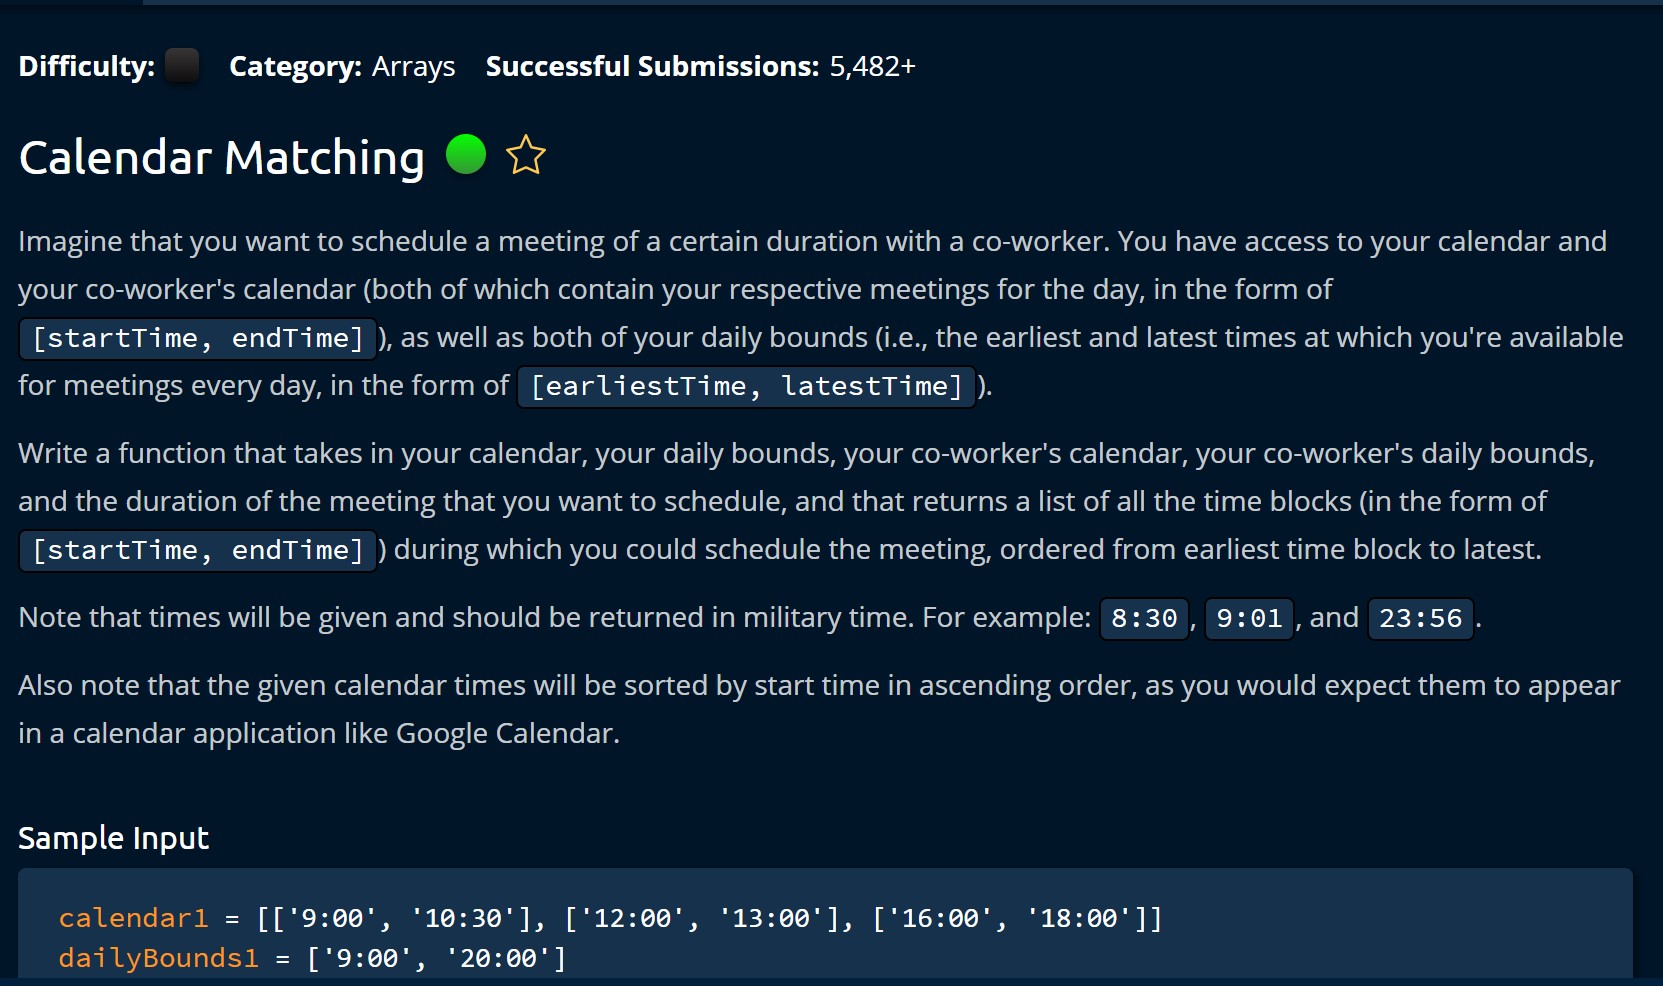 Difficulty: Category: Arrays Successful Submissions: 5,482+
Calendar Matching
Imagine that you want to schedule a meeting of a certain duration with a co-worker. You have access to your calendar and
your co-worker's calendar (both of which contain your respective meetings for the day, in the form of
[startTime, endTime] ), as well as both of your daily bounds (i.e., the earliest and latest times at which you're available
for meetings every day, in the form of [earliestTime, latestTime] ).
Write a function that takes in your calendar, your daily bounds, your co-worker's calendar, your co-worker's daily bounds,
and the duration of the meeting that you want to schedule, and that returns a list of all the time blocks (in the form of
[startTime, endTime] ) during which you could schedule the meeting, ordered from earliest time block to latest.
Note that times will be given and should be returned in military time. For example: 8:30 , 9:01 , and 23:56 .
Also note that the given calendar times will be sorted by start time in ascending order, as you would expect them to appear
in a calendar application like Google Calendar.
Sample Input
calendar1 = [['9:00', '10:30'], ['12:00', '13:00'], ['16:00', '18:00']]
dailyBounds1 = ['9:00', '20:00']